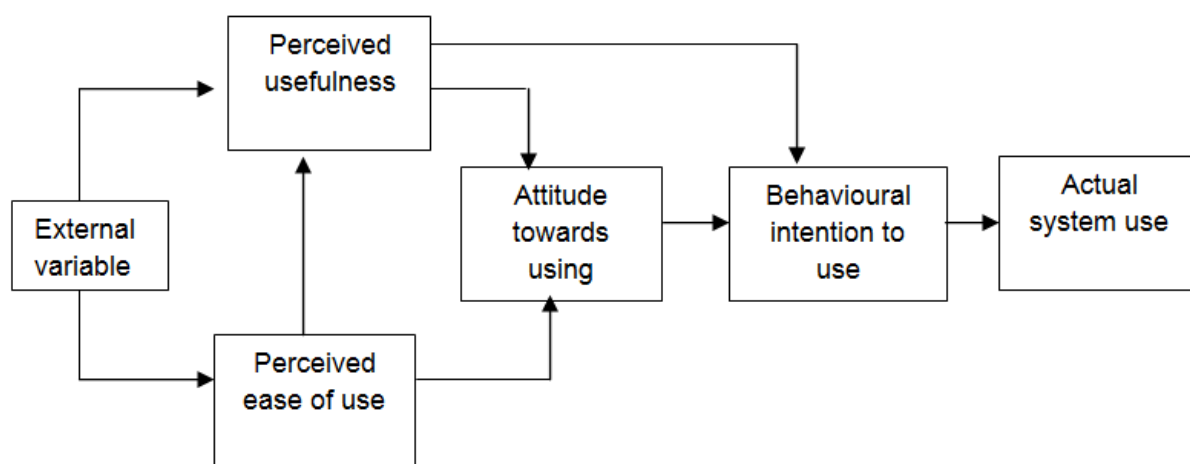 Perceived
usefulness
External
variable
Perceived
ease of use
Attitude
towards
using
Behavioural
intention to
use
Actual
system use